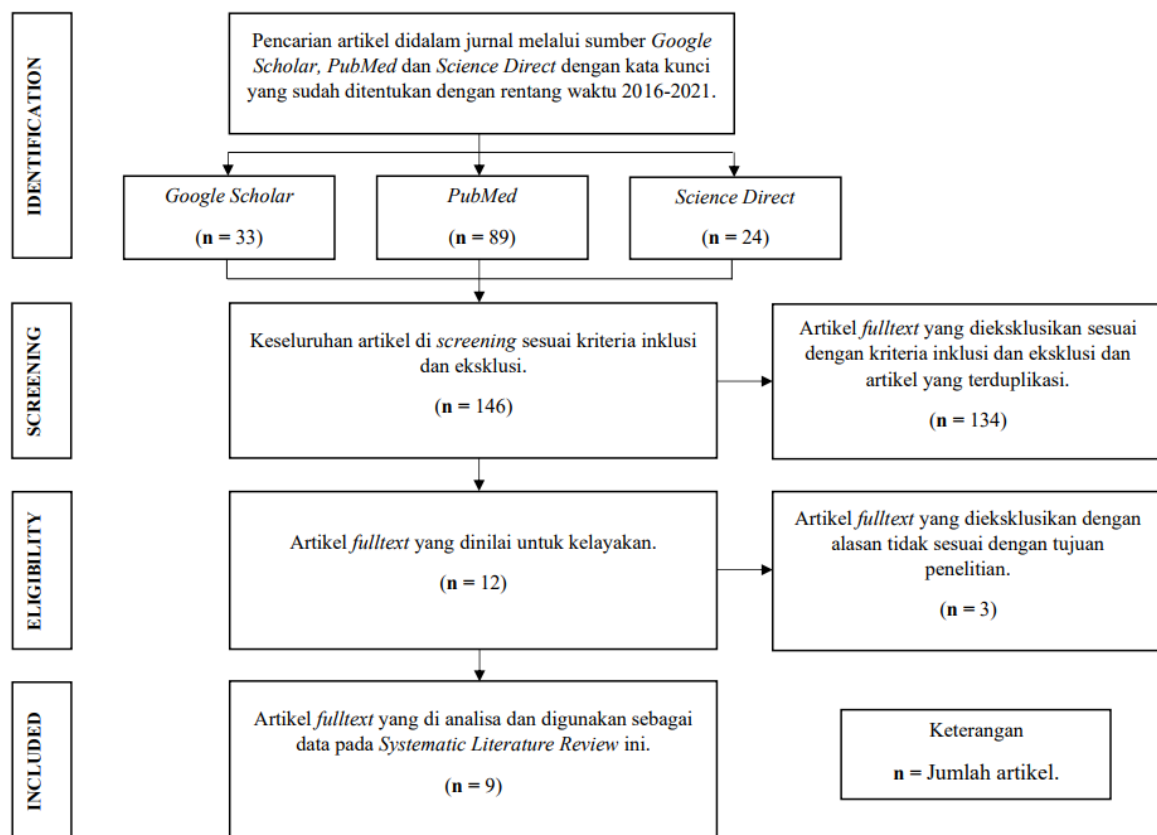 IDENTIFICATION
Pencarian artikel didalam jurnal melalui sumber Google
Scholar, PubMed dan Science Direct dengan kata kunci
yang sudah ditentukan dengan rentang waktu 2016-2021.
Google Scholar
(n = 33)
PubMed
(n = 89)
Science Direct
(n = 24)
SCREENING
Keseluruhan artikel di screening sesuai kriteria inklusi
dan eksklusi.
(n = 146)
Artikel fulltext yang dieksklusikan sesuai
dengan kriteria inklusi dan eksklusi dan
artikel yang terduplikasi.
(n = 134)
ELIGIBILITY
Artikel fulltext yang dinilai untuk kelayakan.
(n = 12)
Artikel fulltext yang dieksklusikan dengan
alasan tidak sesuai dengan tujuan
penelitian.
(n = 3)
INCLUDED
Artikel fulltext yang di analisa dan digunakan sebagai
data pada Systematic Literature Review ini.
(n = 9)
Keterangan
n = Jumlah artikel.